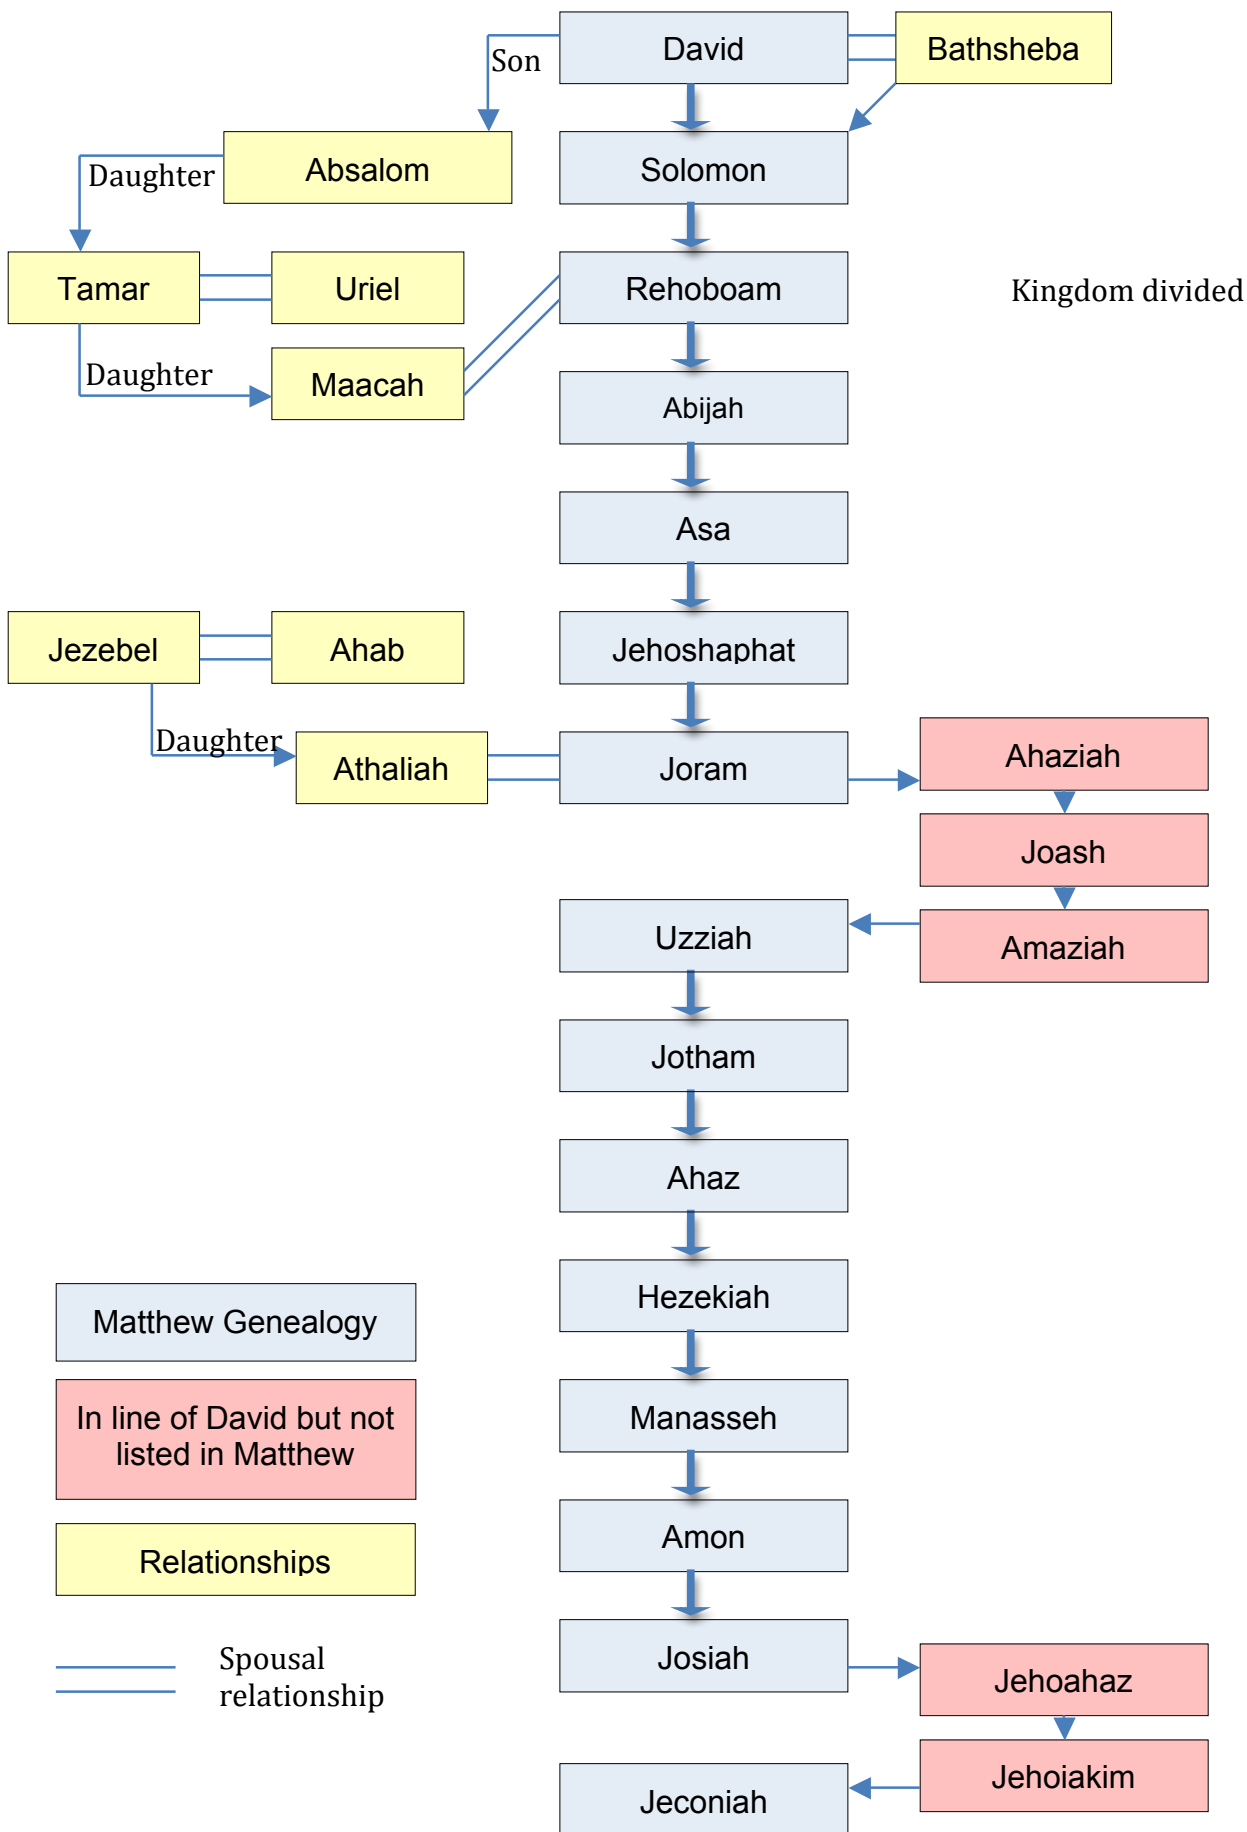 David
Bathsheba
Son
Absalom
Solomon
Daughter
Tamar
Uriel
Rehoboam
Kingdom divided
Daughter
Maacah
Abijah
Asa
Jezebel
Ahab
Jehoshaphat
Daughter
Athaliah
Joram
Ahaziah
Joash
Uzziah
Amaziah
Jotham
Ahaz
Hezekiah
Matthew Genealogy
Manasseh
In line of David but not
listed in Matthew
Amon
Relationships
Josiah
Spousal
relationship
Jehoahaz
Jehoiakim
Jeconiah